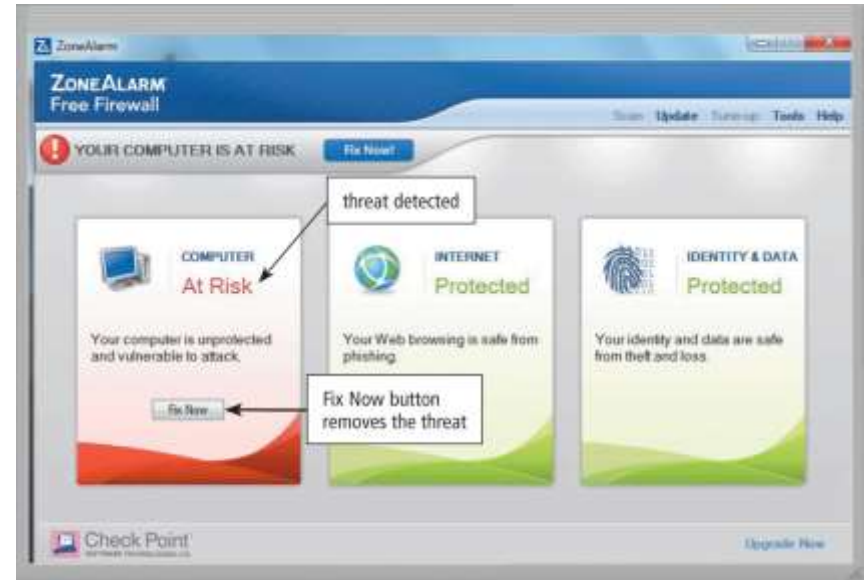 ZoneAlarm
ZONEALARM
Free Firewall
Scan Update Tune-up Tools Help
YOUR COMPUTER IS AT RISK Fix Now!
threat detected
COMPUTER
At Risk
Your computer is unprotected
and vulnerable to attack.
Fix Now
INTERNET
Protected
Your Web browsing is safe from
phishing.
Fix Now button
removes the threat
IDENTITY & DATA
Protected
Your identity and data are safe
from theft and loss.
Check Point
SOFTWARE TECHNOLOGIES LTD.
Upgrade Now